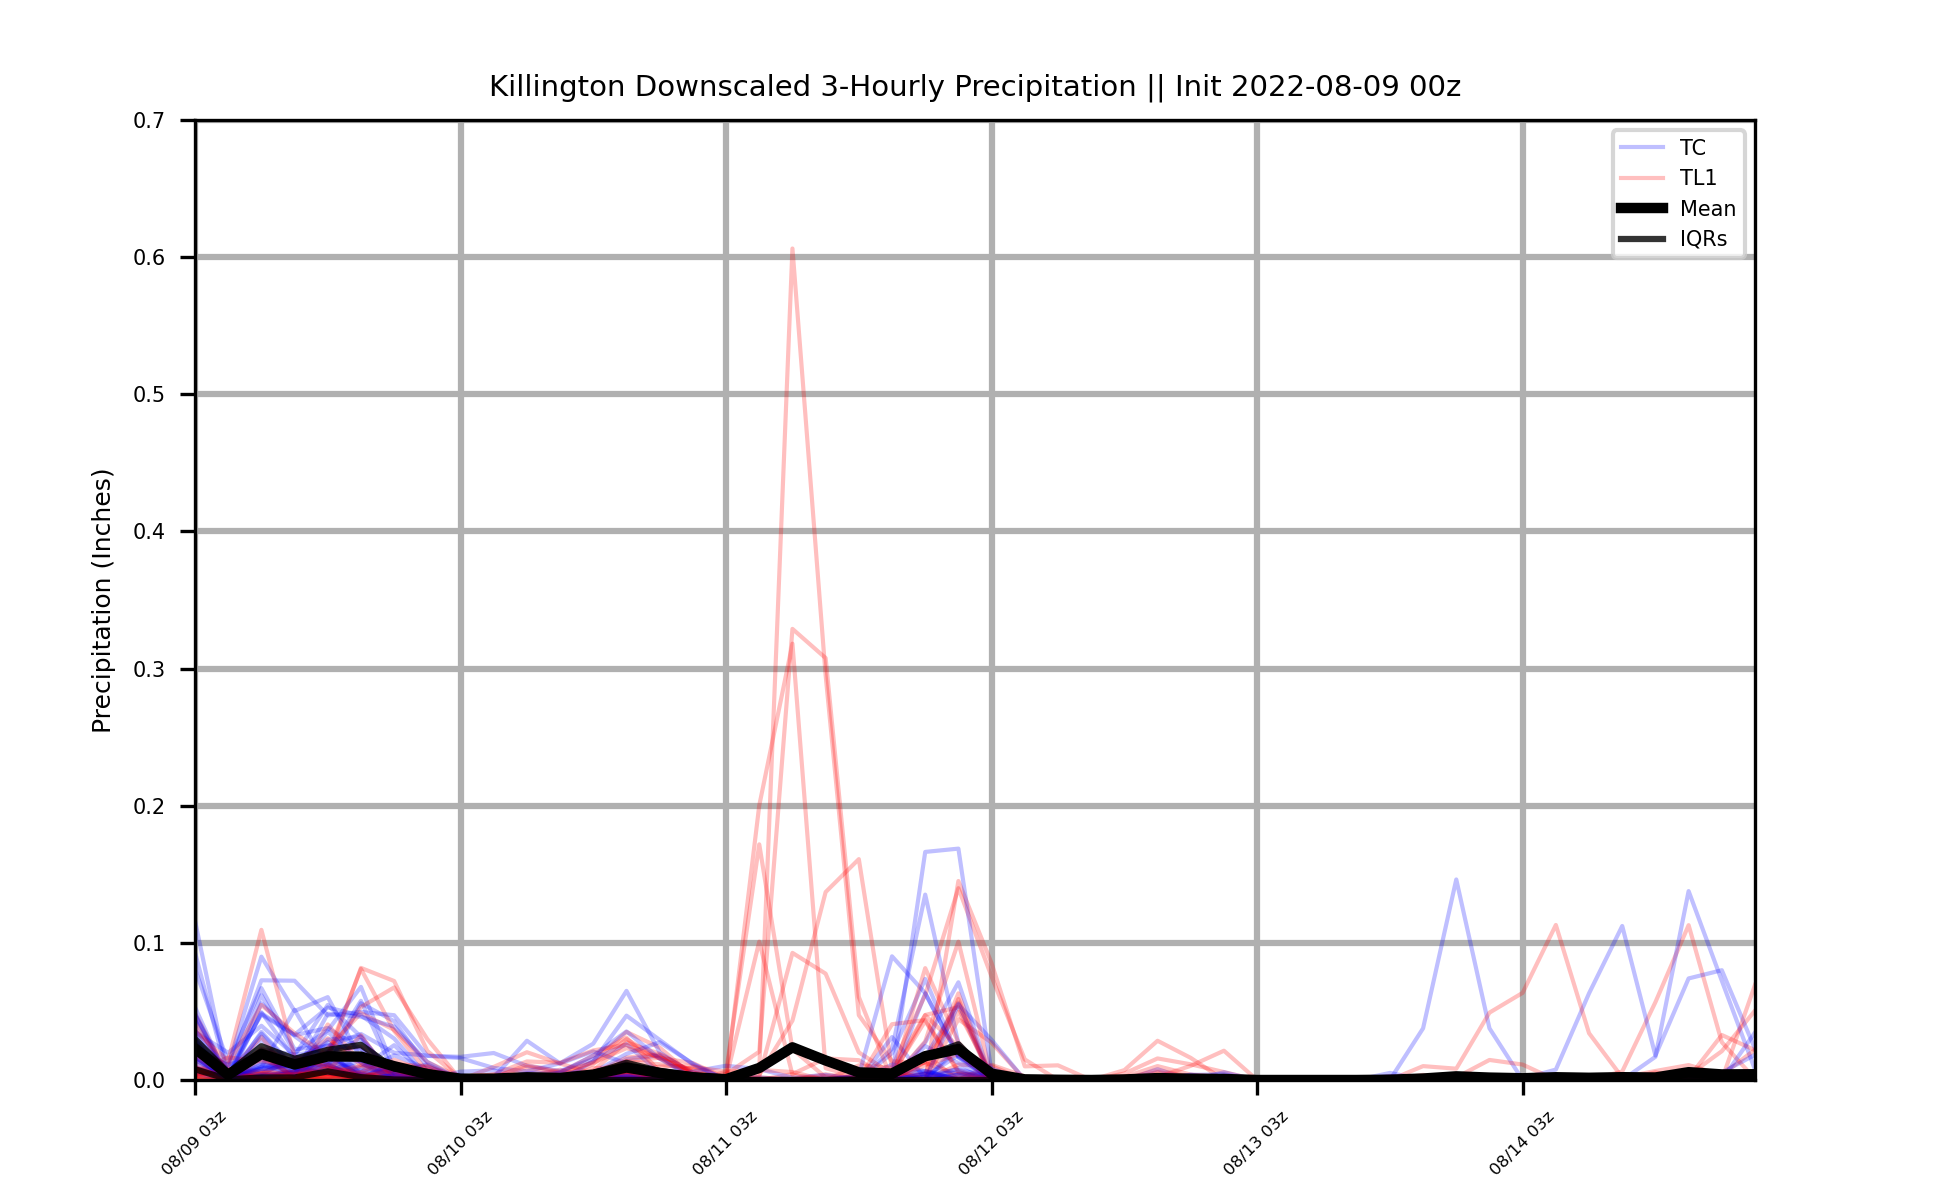 Killington Downscaled 3-Hourly Precipitation || Init 2022-08-09 00z
TC
TL1
Mean
IQRs
Precipitation (Inches)
0.7
0.6
0.5
0.4
0.3
0.2
0.1
0.0
08/09 03z
08/10 03z
08/11 03z
08/12 03z
08/13 03z
08/14 03z